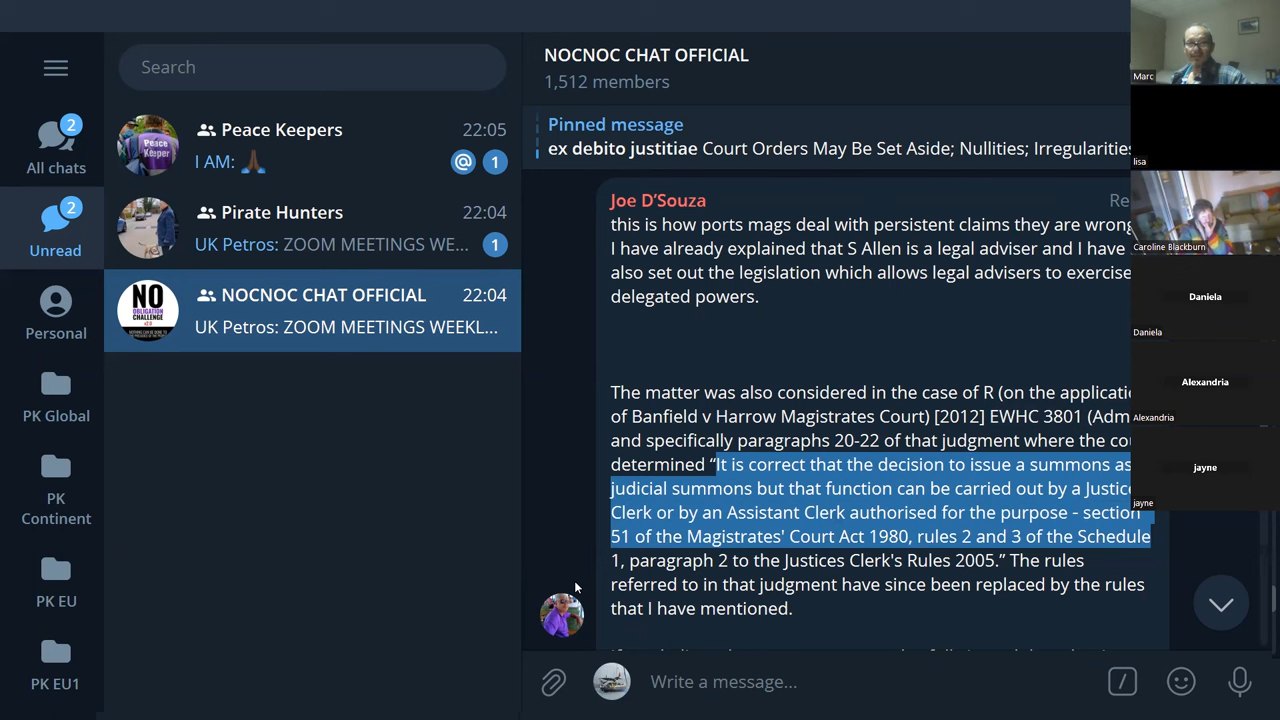 Search
2
All chats
2
Unread
Personal
PK Global
PK
Continent
PK EU
PK EU1
Peace
Keeper
Peace Keepers
22:05
I AM:
@
1
Pirate Hunters
22:04
UK Petros: ZOOM MEETINGS WE...
1
NO
OBLIGATION
CHALLENGE
v2.0
NOCNOC CHAT OFFICIAL
22:04
UK Petros: ZOOM MEETINGS WEEKL...
NOCNOC CHAT OFFICIAL
1,512 members
Pinned message
ex debito justitiae Court Orders May Be Set Aside; Nullities; Irregularities
Joe D'Souza
Re
this is how ports mags deal with persistent claims they are wrong
I have already explained that S Allen is a legal adviser and I have
also set out the legislation which allows legal advisers to exercise
delegated powers.
The matter was also considered in the case of R (on the applicatio
of Banfield v Harrow Magistrates Court) [2012] EWHC 3801 (Adm
and specifically paragraphs 20-22 of that judgment where the cou
determined “It is correct that the decision to issue a summons as
judicial summons but that function can be carried out by a Justice
Clerk or by an Assistant Clerk authorised for the purpose - section
51 of the Magistrates' Court Act 1980, rules 2 and 3 of the Schedule
1, paragraph 2 to the Justices Clerk's Rules 2005.” The rules
referred to in that judgment have since been replaced by the rules
that I have mentioned.
Write a message...
Marc
lisa
Caroline Blackburn
Daniela
Daniela
Alexandria
Alexandria
jayne
jayne